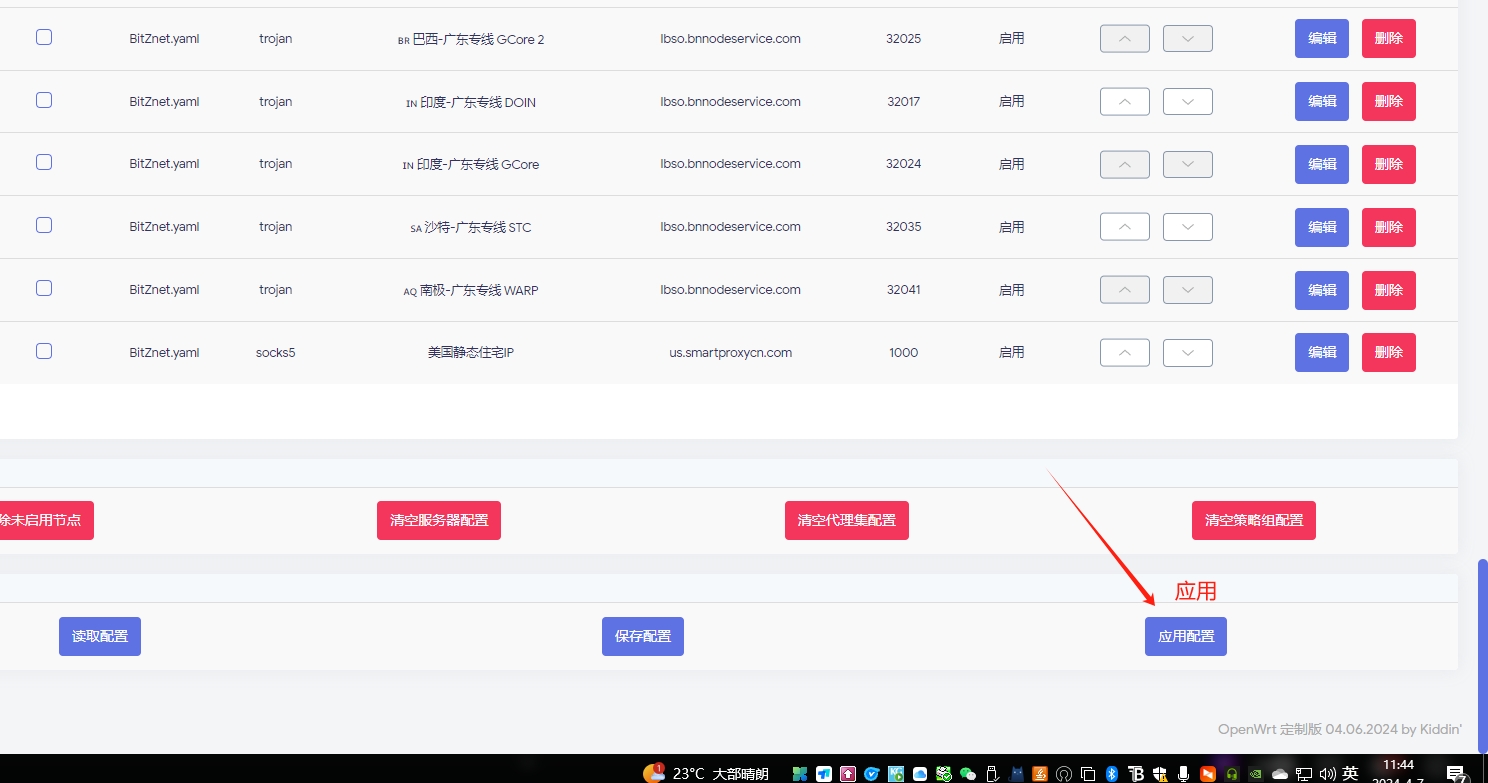 BitZnet.yaml trojan BR 巴西-广东专线 GCore 2 lbso.bnnodeservice.com 32025 启用 编辑 删除
BitZnet.yaml trojan IN 印度-广东专线 DOIN lbso.bnnodeservice.com 32017 启用 编辑 删除
BitZnet.yaml trojan IN 印度-广东专线 GCore lbso.bnnodeservice.com 32024 启用 编辑 删除
BitZnet.yaml trojan SA 沙特-广东专线 STC lbso.bnnodeservice.com 32035 启用 编辑 删除
BitZnet.yaml trojan AQ 南极-广东专线 WARP lbso.bnnodeservice.com 32041 启用 编辑 删除
BitZnet.yaml socks5 美国静态住宅IP us.smartproxycn.com 1000 启用 编辑 删除
除未启用节点 清空服务器配置 清空代理集配置 清空策略组配置
应用
读取配置 保存配置 应用配置
OpenWrt 定制版 04.06.2024 by Kiddin'
1 23°C 大部晴朗 英 11:44 7
2024-4-7